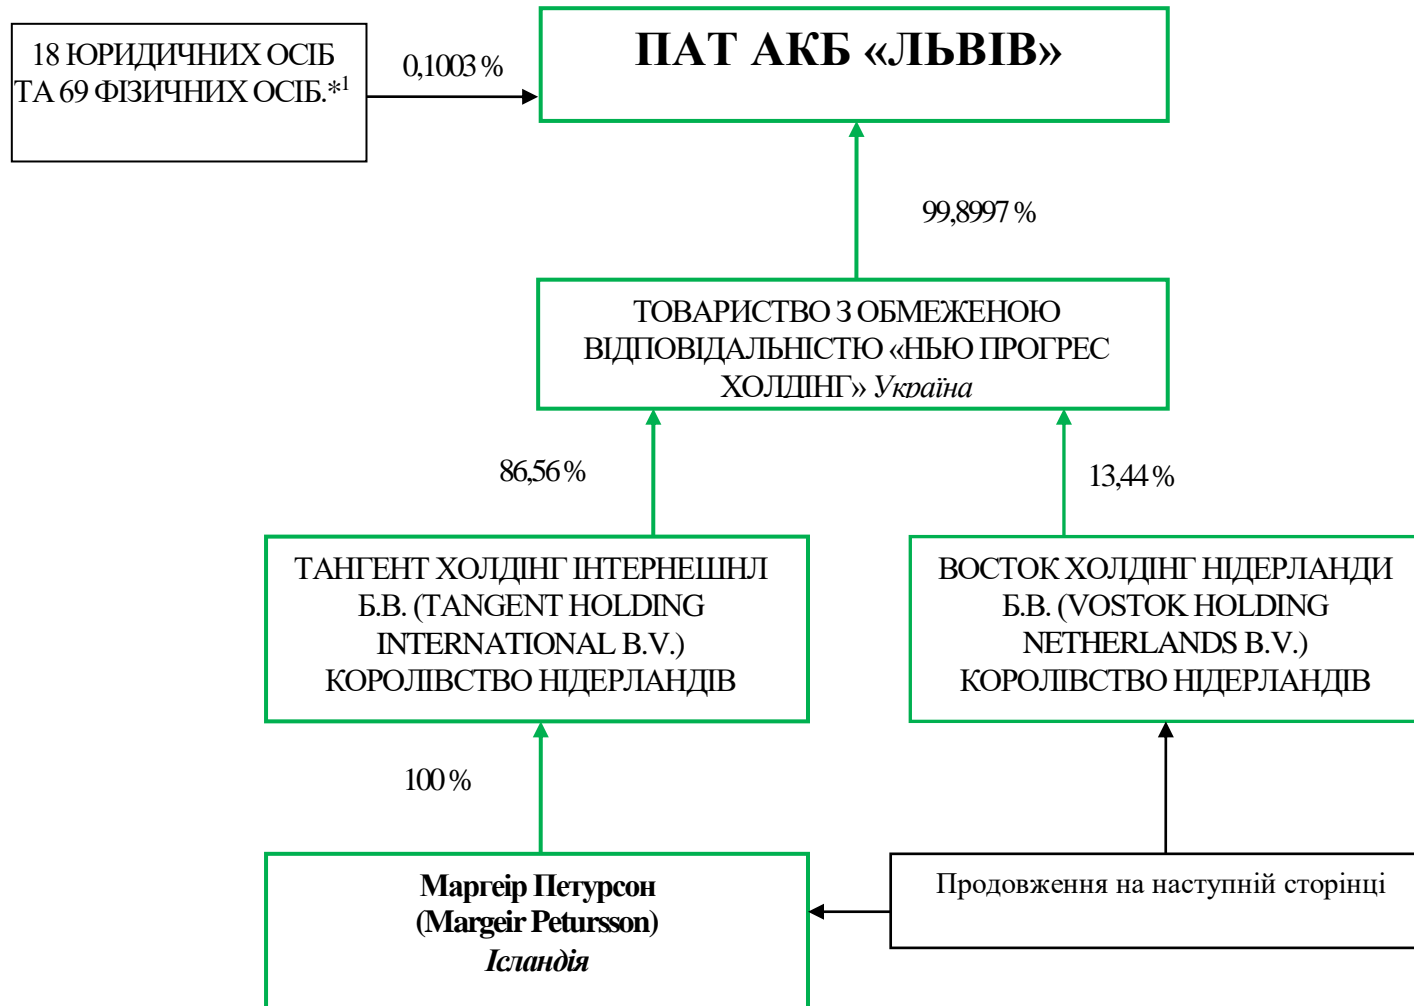 18 ЮРИДИЧНИХ ОСІБ
ТА 69 ФІЗИЧНИХ ОСІБ.*1
0,1003 %
ПАТ АКБ «ЛЬВІВ»
99,8997 %
ТОВАРИСТВО З ОБМЕЖЕНОЮ
ВІДПОВІДАЛЬНІСТЮ «НЬЮ ПРОГРЕС
ХОЛДІНГ» Україна
86,56 %
13,44 %
ТАНГЕНТ ХОЛДІНГ ІНТЕРНЕШНЛ
Б.В. (TANGENT HOLDING
INTERNATIONAL B.V.)
КОРОЛІВСТВО НІДЕРЛАНДІВ
ВОСТОК ХОЛДІНГ НІДЕРЛАНДИ
Б.В. (VOSTOK HOLDING
NETHERLANDS B.V.)
КОРОЛІВСТВО НІДЕРЛАНДІВ
100 %
Маргеір Петурсон
(Margeir Petursson)
Ісландія
Продовження на наступній сторінці